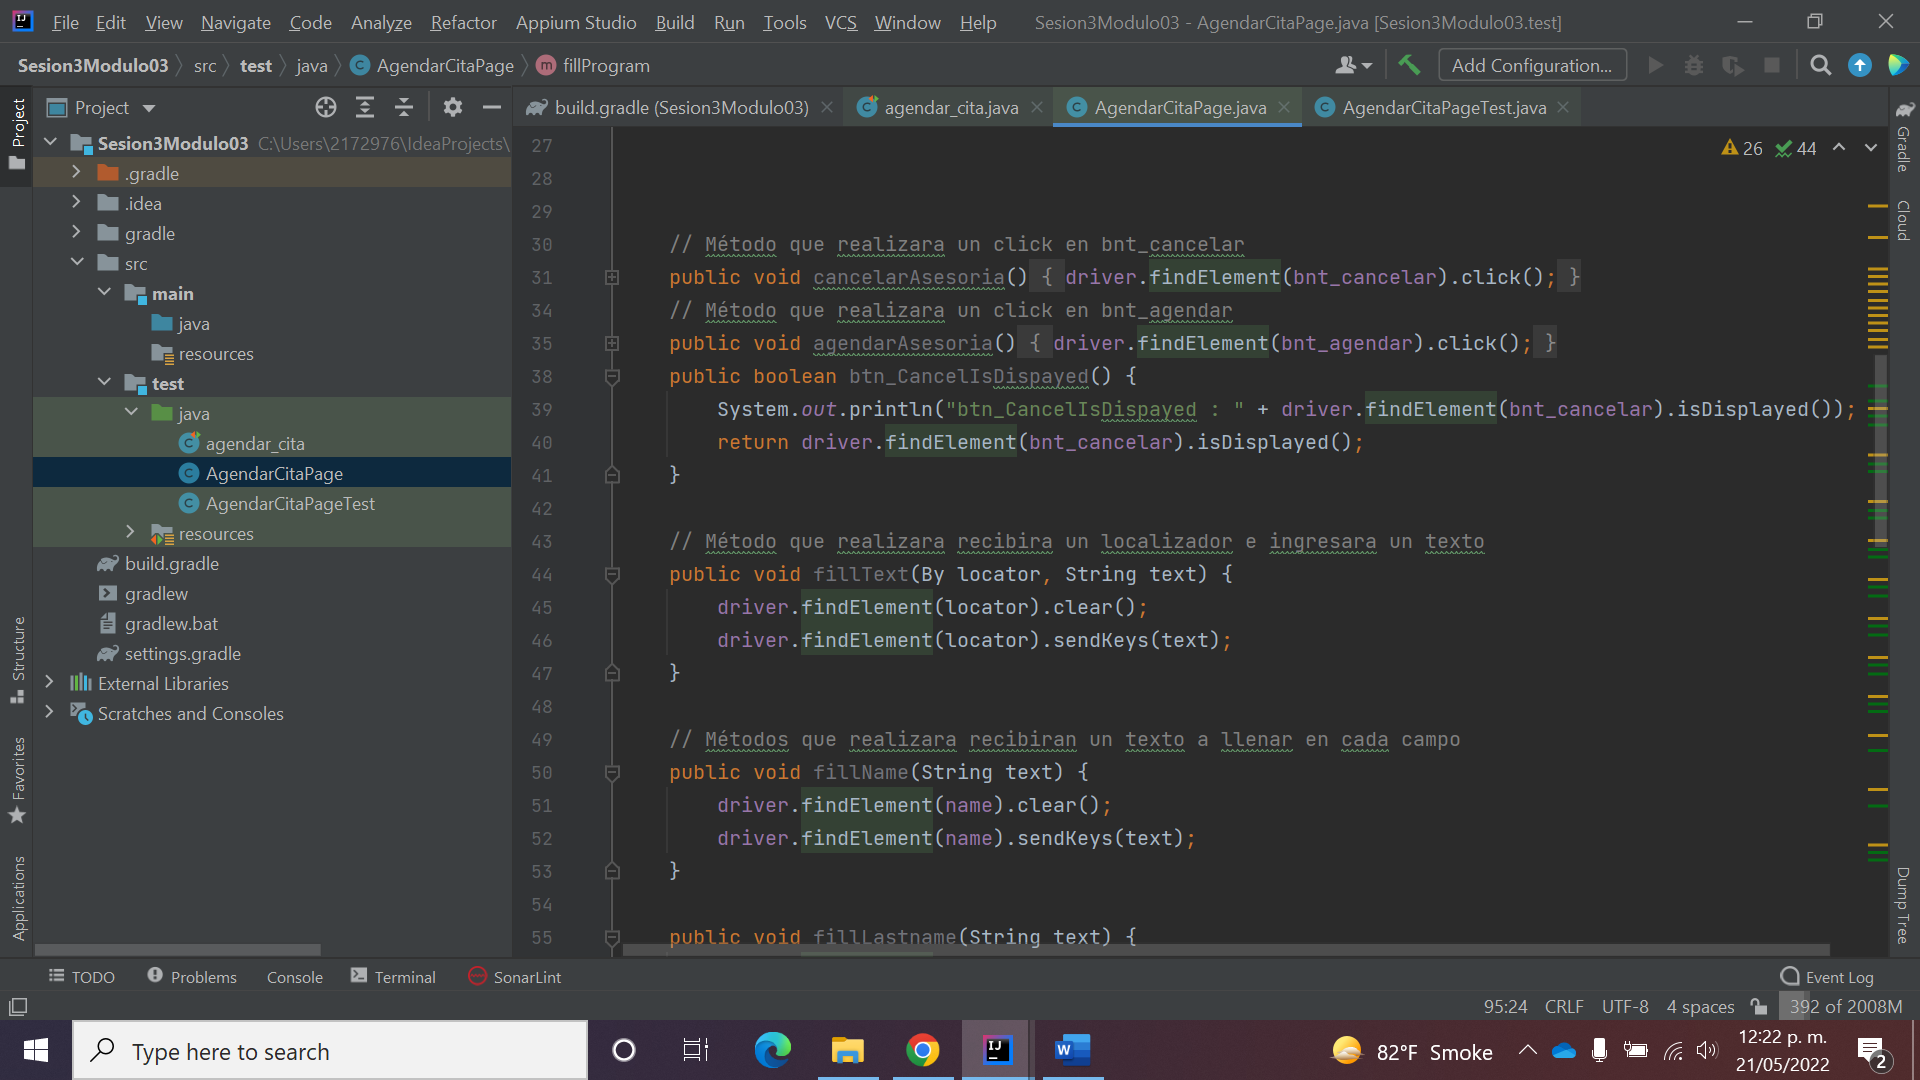 File Edit View Navigate Code Analyze Refactor Appium Studio Build Run Tools VCS Window Help Sesion3Modulo03 - AgendarCitaPage.java [Sesion3Modulo03.test]
Sesion3Modulo03 src test java AgendarCitaPage fillProgram Add Configuration...
Project
build.gradle (Sesion3Modulo03) agendar_cita.java AgendarCitaPage.java AgendarCitaPageTest.java
Sesion3Modulo03 C:\Users\2172976\IdeaProjects\
.gradle
.idea
gradle
src
main
java
resources
test
java
agendar_cita
AgendarCitaPage
AgendarCitaPageTest
resources
build.gradle
gradlew
gradlew.bat
settings.gradle
External Libraries
Scratches and Consoles
Project
Structure
Favorites
Applications
26 44
27
28
29
30 // Método que realizara un click en bnt_cancelar
31 public void cancelarAsesoria() { driver.findElement(bnt_cancelar).click(); }
34 // Método que realizara un click en bnt_agendar
35 public void agendarAsesoria() { driver.findElement(bnt_agendar).click(); }
38 public boolean btn_CancelIsDispayed() {
39 System.out.println("btn_CancelIsDispayed : " + driver.findElement(bnt_cancelar).isDisplayed());
40 return driver.findElement(bnt_cancelar).isDisplayed();
41 }
42
43 // Método que realizara recibira un localizador e ingresara un texto
44 public void fillText(By locator, String text) {
45 driver.findElement(locator).clear();
46 driver.findElement(locator).sendKeys(text);
47 }
48
49 // Métodos que realizara recibiran un texto a llenar en cada campo
50 public void fillName(String text) {
51 driver.findElement(name).clear();
52 driver.findElement(name).sendKeys(text);
53 }
54
55 public void fillLastname(String text) {
Gradle
Cloud
Dump Tree
TODO Problems Console Terminal SonarLint Event Log
95:24 CRLF UTF-8 4 spaces 392 of 2008M
Type here to search
82°F Smoke
12:22 p. m.
21/05/2022
2